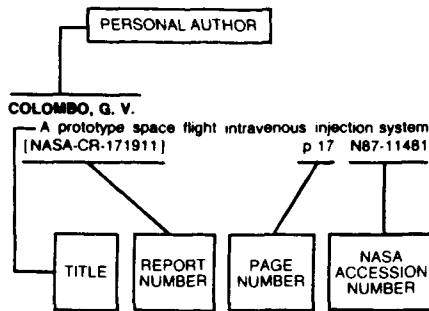 PERSONAL AUTHOR
COLOMBO, G. V.
A prototype space flight intravenous injection system
[NASA-CR-171911] p 17 N87-11481
TITLE
REPORT NUMBER
PAGE NUMBER
NASA ACCESSION NUMBER